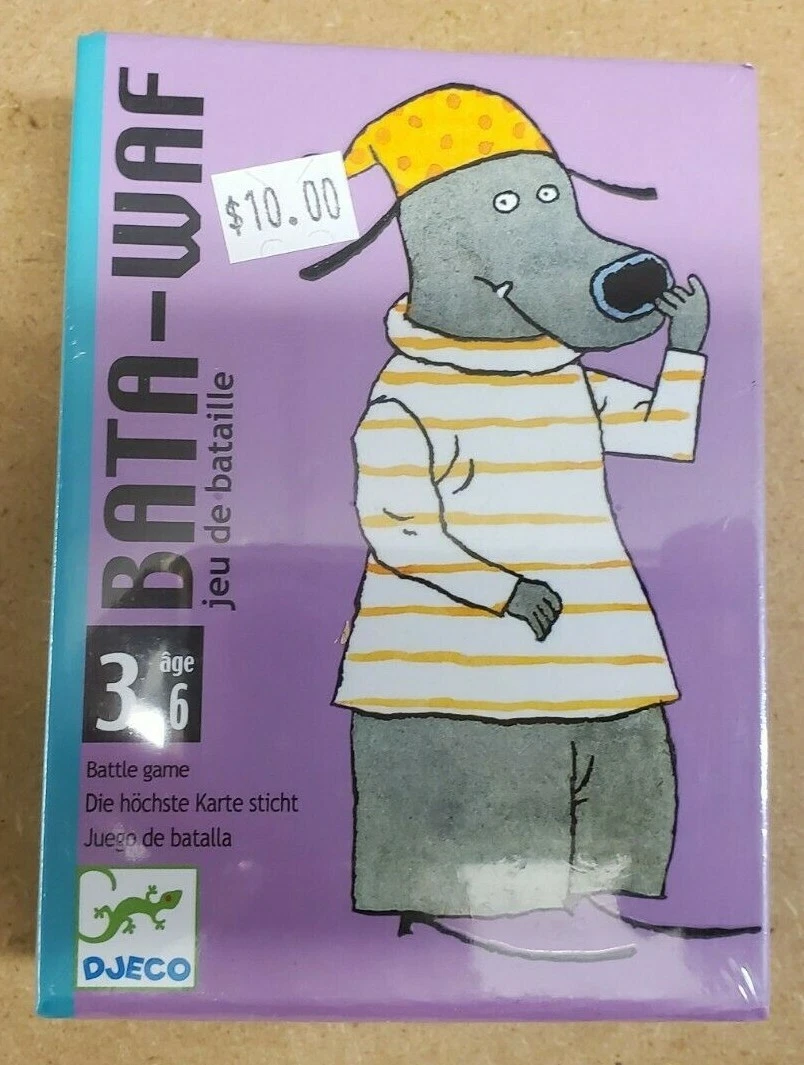 $10.00
BATA-WAF
jeu de bataille
3
âge
6
Battle game
Die höchste Karte sticht
Juego de batalla
DJECO